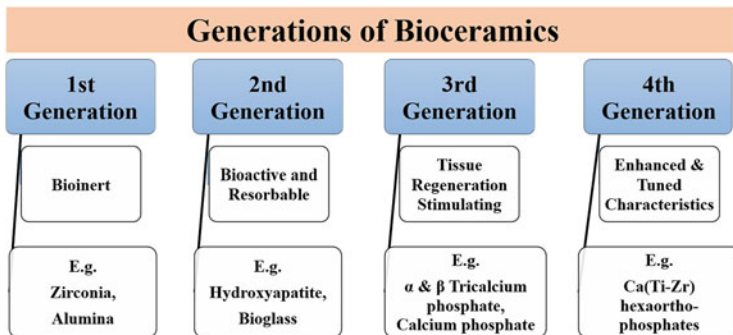 Generations of Bioceramics
1st
Generation
Bioinert
E.g.
Zirconia,
Alumina
2nd
Generation
Bioactive and
Resorbable
E.g.
Hydroxyapatite,
Bioglass
3rd
Generation
Tissue
Regeneration
Stimulating
E.g.
α & β Tricalcium
phosphate,
Calcium phosphate
4th
Generation
Enhanced &
Tuned
Characteristics
E.g.
Ca(Ti-Zr)
hexaortho-
phosphates